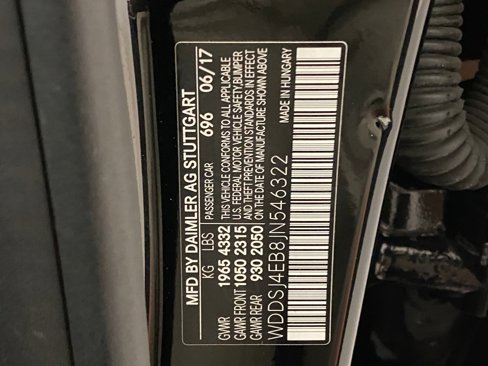 MFD BY DAIMLER AG STUTTGART
KG LBS PASSENGER CAR 696 06/17
GVWR 1965 4332 THIS VEHICLE CONFORMS TO ALL APPLICABLE
GAWR FRONT 1050 2315 U.S. FEDERAL MOTOR VEHICLE SAFETY, BUMPER
GAWR REAR 930 2050 AND THEFT PREVENTION STANDARDS IN EFFECT
ON THE DATE OF MANUFACTURE SHOWN ABOVE
WDDSJ4EB8JN546322 MADE IN HUNGARY